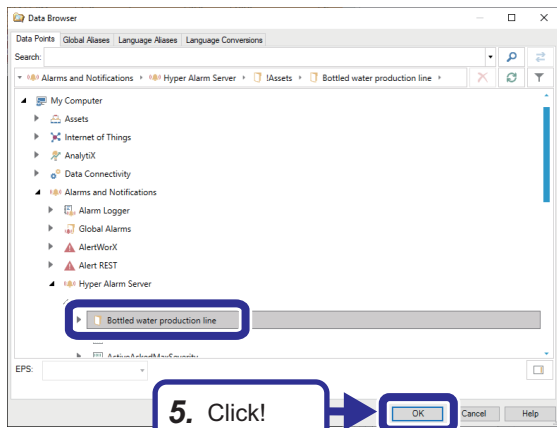 Data Browser
Data Points Global Aliases Language Aliases Language Conversions
Search:
Alarms and Notifications Hyper Alarm Server !Assets Bottled water production line
My Computer
Assets
Internet of Things
AnalytiX
Data Connectivity
Alarms and Notifications
Alarm Logger
Global Alarms
AlertWorX
Alert REST
Hyper Alarm Server
Bottled water production line
ActiveAckedMaxSeverity
EPS:
5. Click!
OK Cancel Help